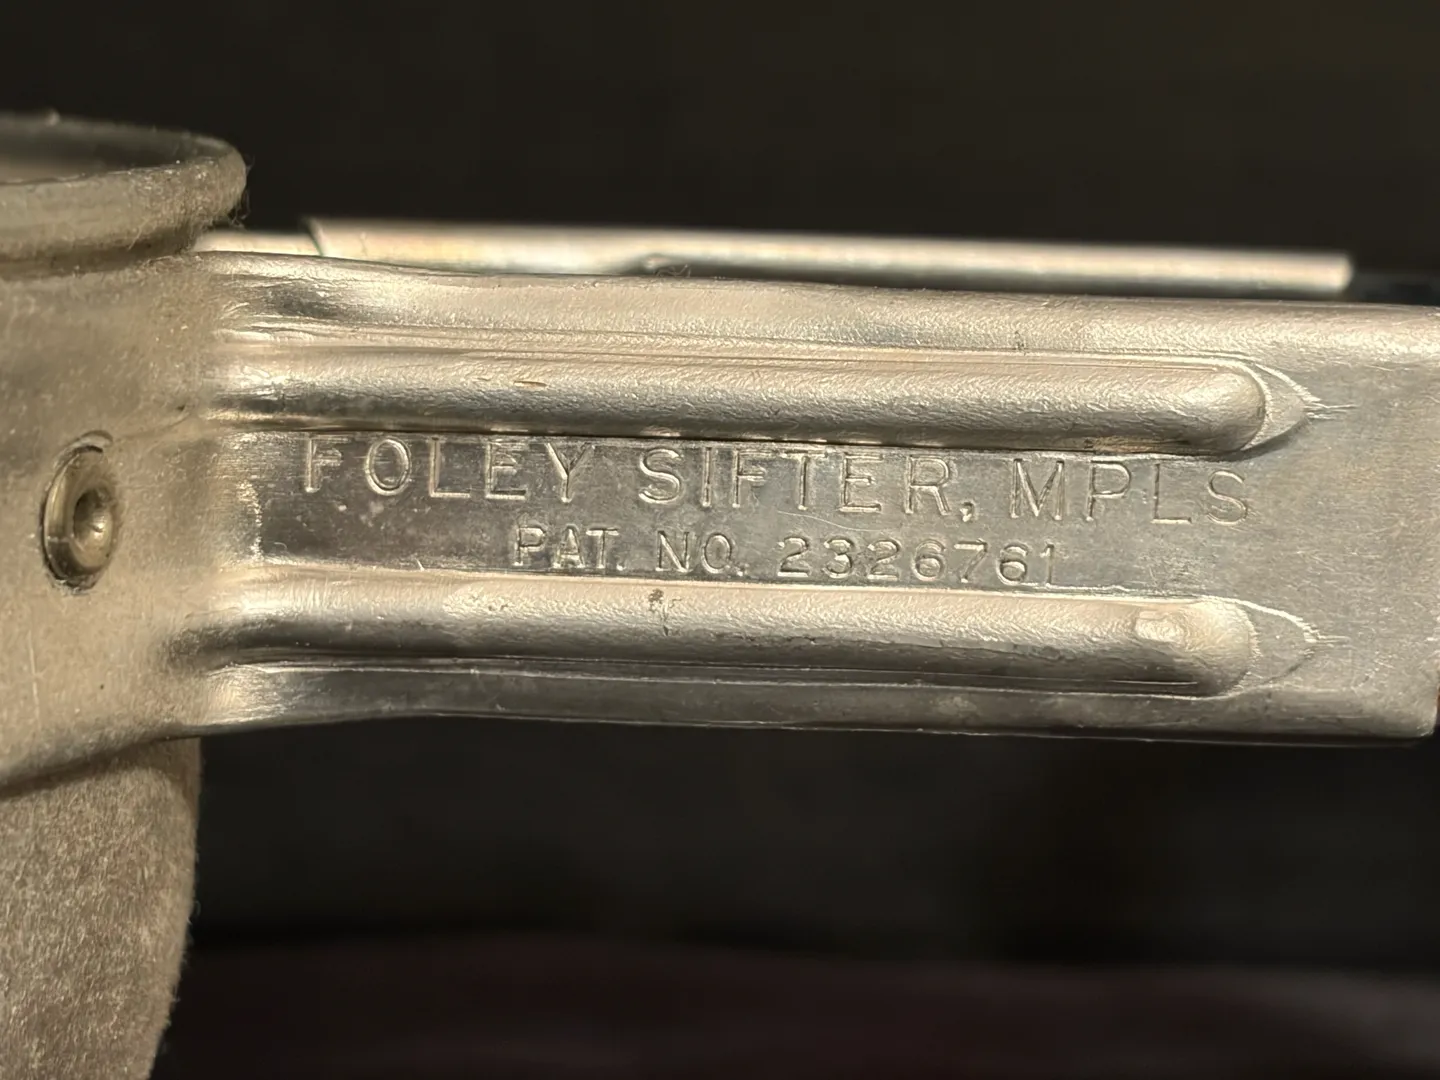 FOLEY SIFTER, MPLS
PAT. NO. 2326761